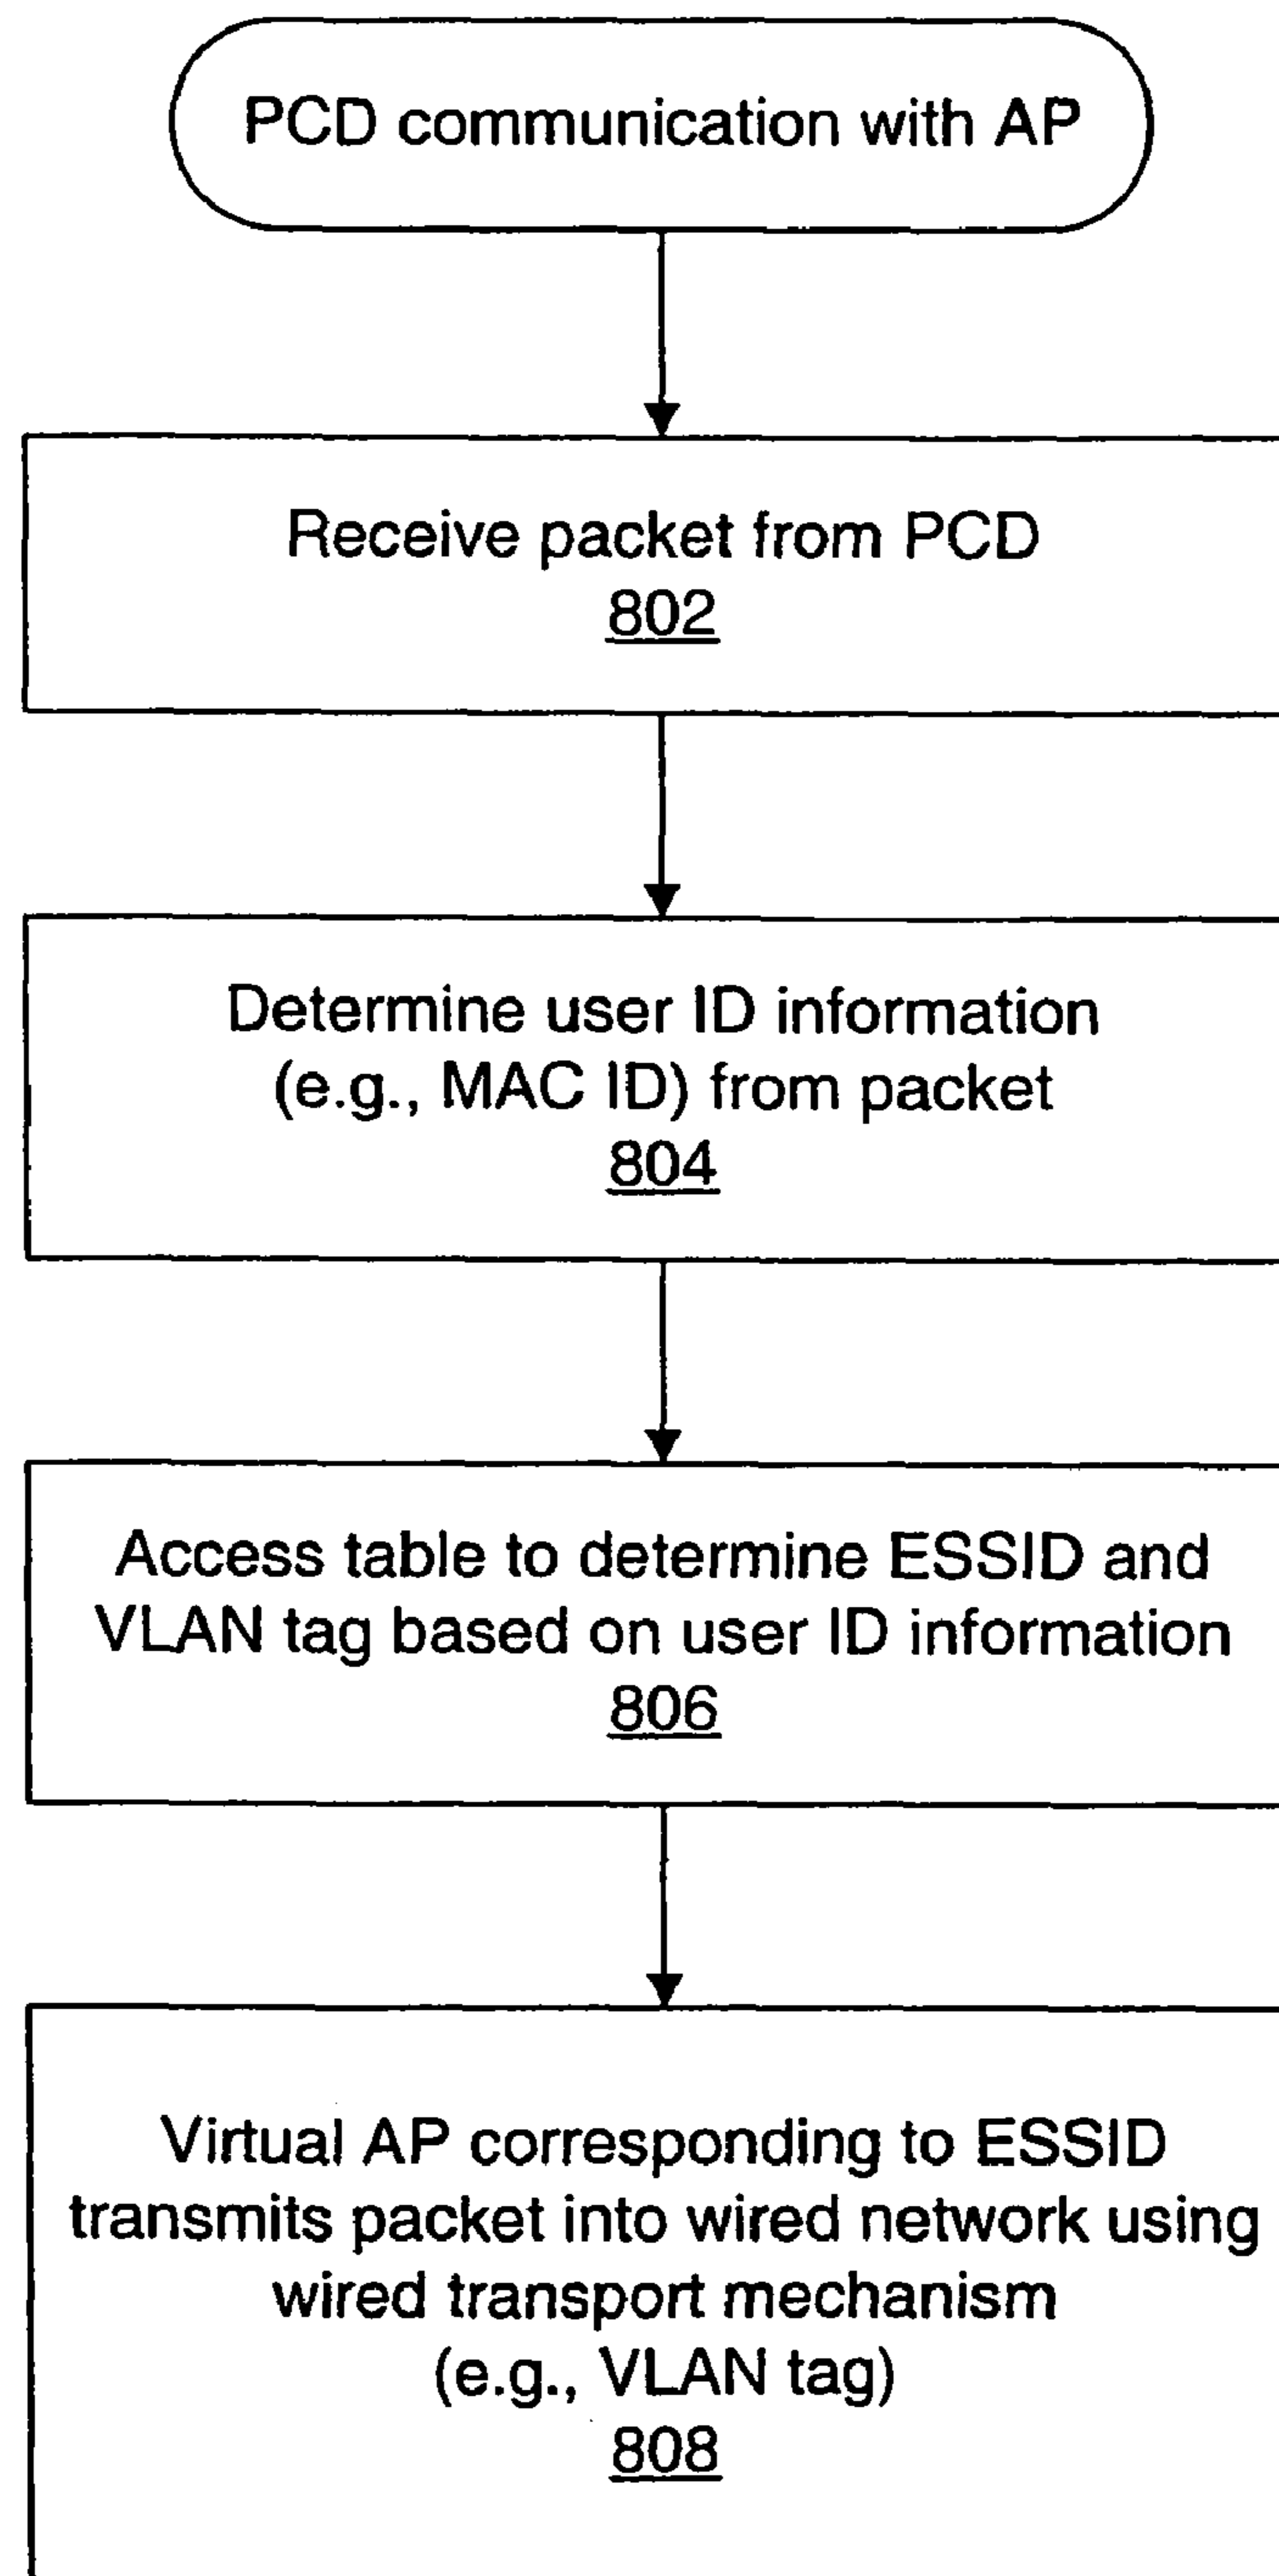 PCD communication with AP
Receive packet from PCD
802
Determine user ID information
(e.g., MAC ID) from packet
804
Access table to determine ESSID and
VLAN tag based on user ID information
806
Virtual AP corresponding to ESSID
transmits packet into wired network using
wired transport mechanism
(e.g., VLAN tag)
808